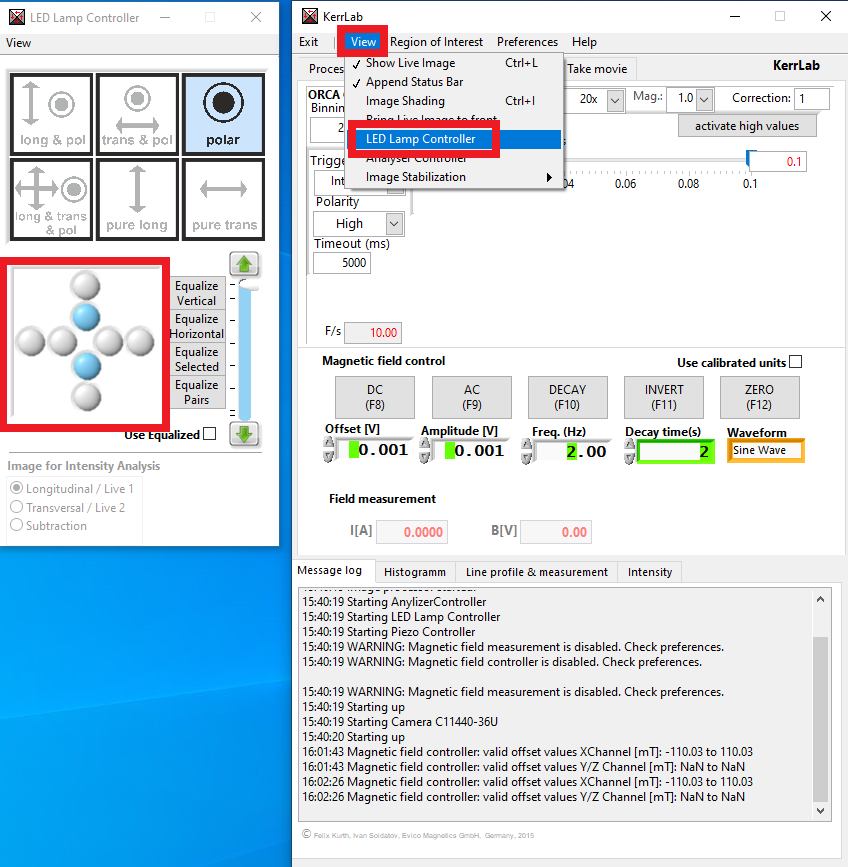 LED Lamp Controller
View
long & pol
trans & pol
polar
long & trans
& pol
pure long
pure trans
Equalize
Vertical
Equalize
Horizontal
Equalize
Selected
Equalize
Pairs
Use Equalized
Image for Intensity Analysis
Longitudinal / Live 1
Transversal / Live 2
Subtraction
KerrLab
Exit View Region of Interest Preferences Help
Show Live Image Ctrl+L
Append Status Bar
Image Shading Ctrl+I
Bring Live Image to front
LED Lamp Controller
Analyser Controller
Image Stabilization
Take movie
KerrLab
20x Mag.: 1.0 Correction: 1
activate high values
0.1
0.06 0.08 0.1
Polarity
High
Timeout (ms)
5000
F/s 10.00
Magnetic field control
Use calibrated units
DC
(F8)
AC
(F9)
DECAY
(F10)
INVERT
(F11)
ZERO
(F12)
Offset [V] Amplitude [V] Freq. (Hz) Decay time(s) Waveform
0.001 0.001 2.00 2 Sine Wave
Field measurement
I[A] 0.0000 B[V] 0.00
Message log Histogramm Line profile & measurement Intensity
15:40:19 Starting AnylizerController
15:40:19 Starting LED Lamp Controller
15:40:19 Starting Piezo Controller
15:40:19 WARNING: Magnetic field measurement is disabled. Check preferences.
15:40:19 WARNING: Magnetic field controller is disabled. Check preferences.
15:40:19 WARNING: Magnetic field measurement is disabled. Check preferences.
15:40:19 Starting up
15:40:19 Starting Camera C11440-36U
15:40:20 Starting up
16:01:43 Magnetic field controller: valid offset values XChannel [mT]: -110.03 to 110.03
16:01:43 Magnetic field controller: valid offset values Y/Z Channel [mT]: NaN to NaN
16:02:26 Magnetic field controller: valid offset values XChannel [mT]: -110.03 to 110.03
16:02:26 Magnetic field controller: valid offset values Y/Z Channel [mT]: NaN to NaN
© Felix Kurth, Ivan Soldatov, Evico Magnetics GmbH, Germany, 2015